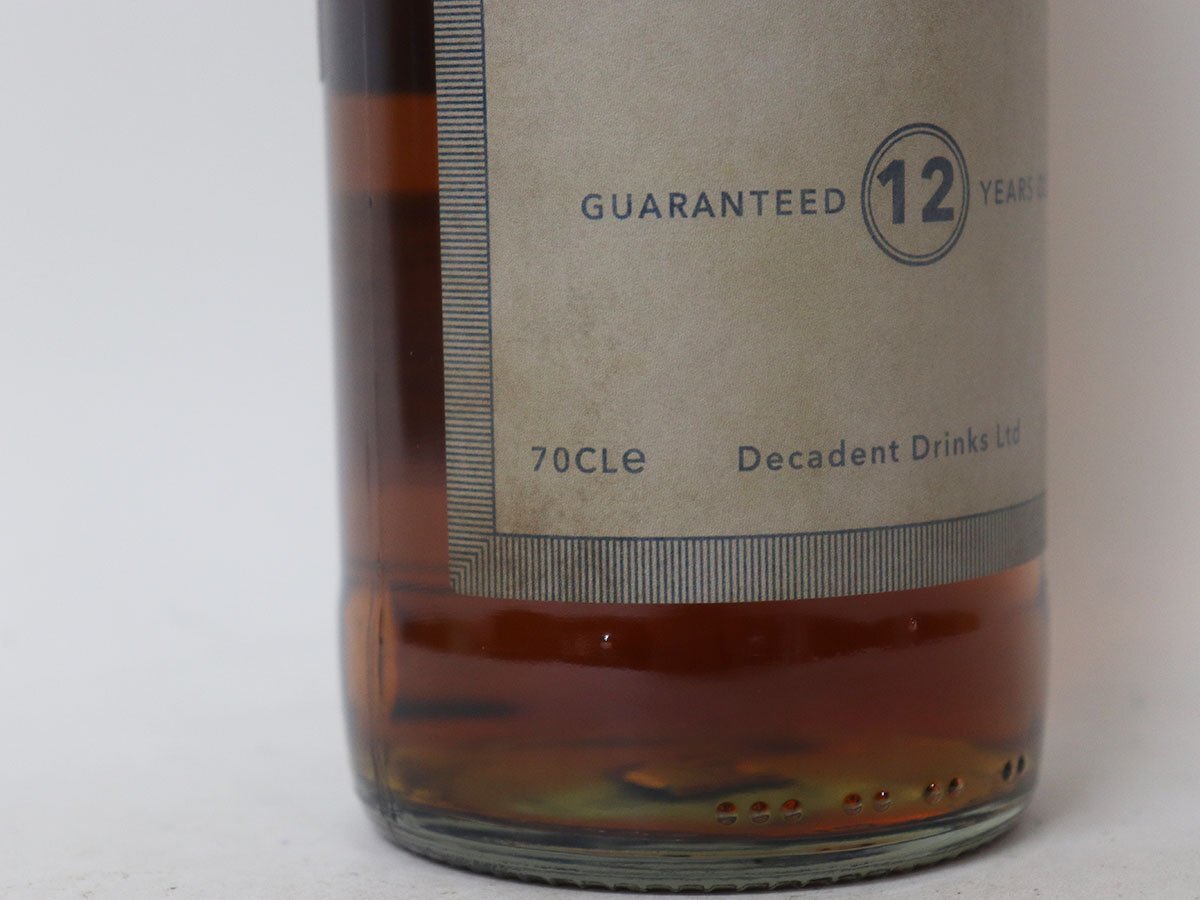 GUARANTEED 12 YEARS
70CLe Decadent Drinks Ltd